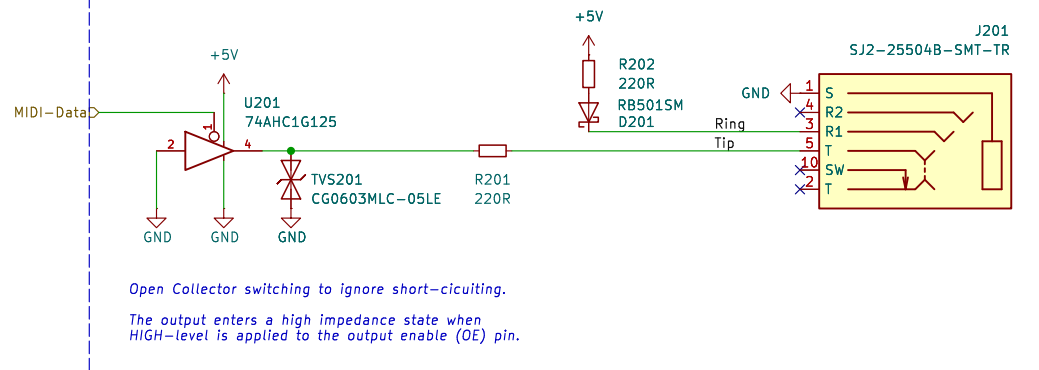 +5V
J201
SJ2-25504B-SMT-TR
+5V
R202
220R
RB501SM
D201
GND
1 S
4 R2
3 R1
5 T
10 SW
2 T
Ring
Tip
MIDI-Data
U201
74AHC1G125
1
2
4
TVS201
CG0603MLC-05LE
R201
220R
GND
GND
GND
Open Collector switching to ignore short-cicuiting.
The output enters a high impedance state when
HIGH-level is applied to the output enable (OE) pin.